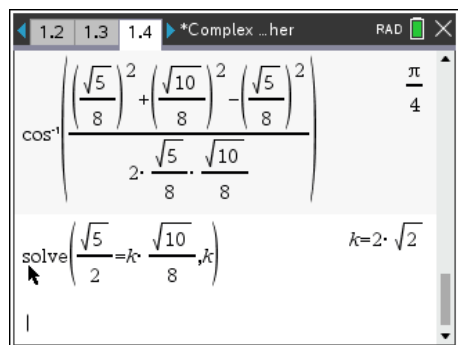 1.2 1.3 1.4 *Complex …her RAD
cos⁻¹(((√5/8)²+(√10/8)²-(√5/8)²)/(2·√5/8·√10/8)) π/4
solve(√5/2=k·√10/8,k) k=2·√2